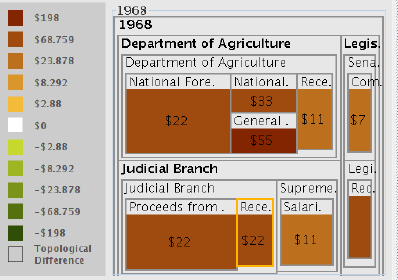 $198
$68.759
$23.878
$8.292
$2.88
$0
-$2.88
-$8.292
-$23.878
-$68.759
-$198
Topological
Difference
1968
1968
Department of Agriculture
Legis.
Department of Agriculture
Sena.
National Fore.
National.
Rece.
Com.
$22
$33
$11
$7
General .
$55
Judicial Branch
Legi.
Judicial Branch
Supreme.
Rec.
Proceeds from .
Rece.
Salari.
$22
$22
$11